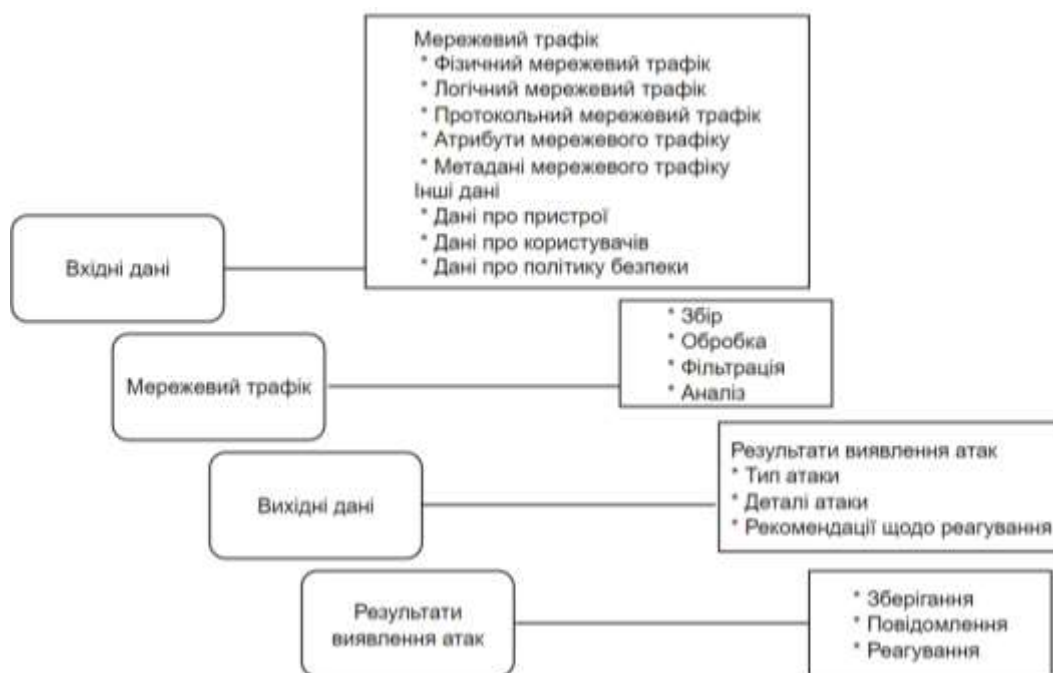 Мережевий трафік
* Фізичний мережевий трафік
* Логічний мережевий трафік
* Протокольний мережевий трафік
* Атрибути мережевого трафіку
* Метадані мережевого трафіку
Інші дані
* Дані про пристрої
* Дані про користувачів
* Дані про політику безпеки
Вхідні дані
* Збір
* Обробка
* Фільтрація
* Аналіз
Мережевий трафік
Результати виявлення атак
* Тип атаки
* Деталі атаки
* Рекомендації щодо реагування
Вихідні дані
* Зберігання
* Повідомлення
* Реагування
Результати
виявлення атак